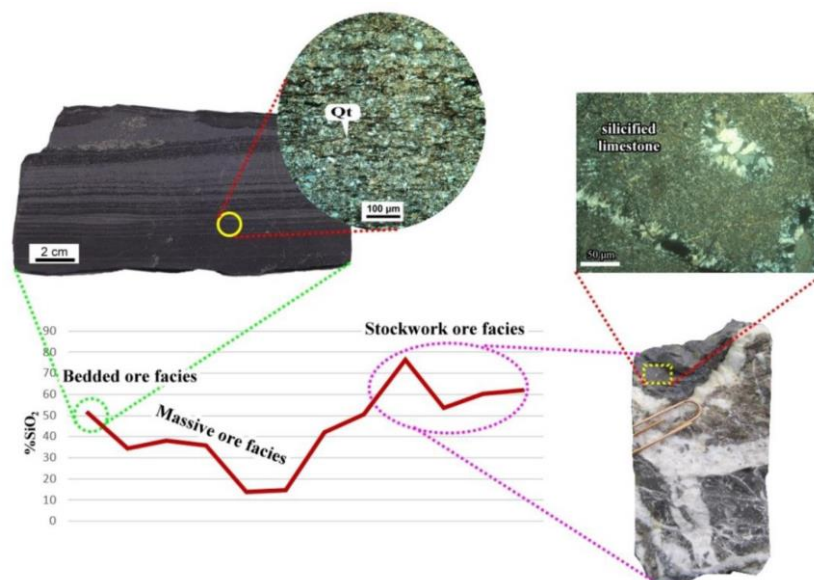 Qt
100 µm
2 cm
silicified
limestone
50 µm
%SiO2
90
80
70
60
50
40
30
20
10
0
Bedded ore facies
Massive ore facies
Stockwork ore facies